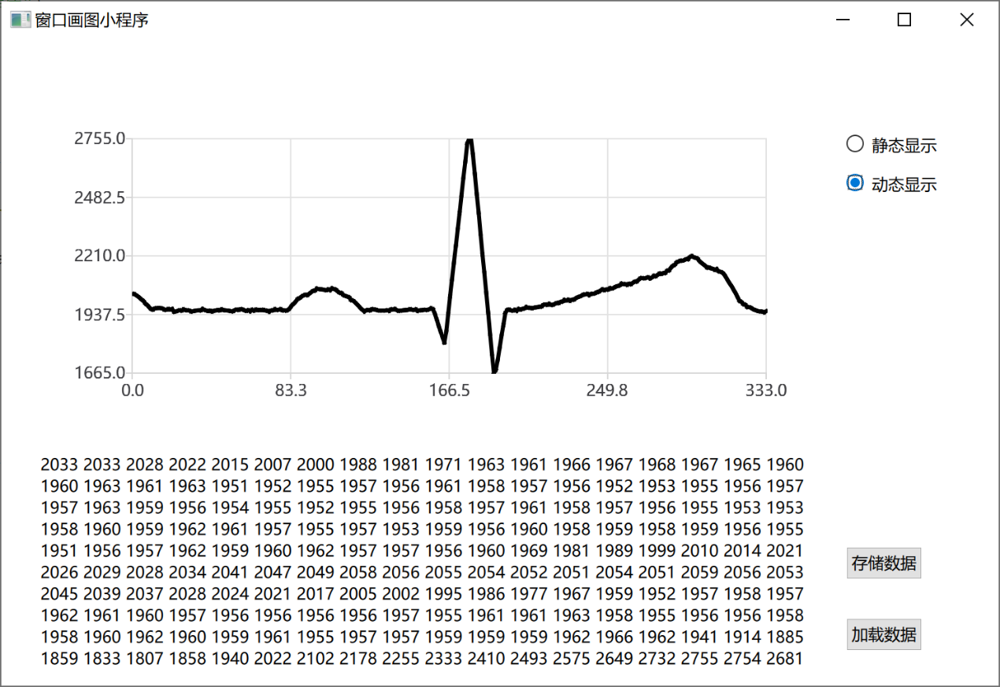 窗口画图小程序
2755.0
静态显示
2482.5
动态显示
2210.0
1937.5
1665.0
0.0 83.3 166.5 249.8 333.0
2033 2033 2028 2022 2015 2007 2000 1988 1981 1971 1963 1961 1966 1967 1968 1967 1965 1960
1960 1963 1961 1963 1951 1952 1955 1957 1956 1961 1958 1957 1956 1952 1953 1955 1956 1957
1957 1963 1959 1956 1954 1955 1952 1955 1956 1958 1957 1961 1958 1957 1956 1955 1953 1953
1958 1960 1959 1962 1961 1957 1955 1957 1953 1959 1956 1960 1958 1959 1958 1959 1956 1955
1951 1956 1957 1962 1959 1960 1962 1957 1957 1956 1960 1969 1981 1989 1999 2010 2014 2021
2026 2029 2028 2034 2041 2047 2049 2058 2056 2055 2054 2052 2051 2054 2051 2059 2056 2053
存储数据
2045 2039 2037 2028 2024 2021 2017 2005 2002 1995 1986 1977 1967 1959 1952 1957 1958 1957
1962 1961 1960 1957 1956 1956 1956 1956 1957 1955 1961 1961 1963 1958 1955 1956 1956 1958
1958 1960 1962 1960 1959 1961 1955 1957 1957 1959 1959 1959 1962 1966 1962 1941 1914 1885
加载数据
1859 1833 1807 1858 1940 2022 2102 2178 2255 2333 2410 2493 2575 2649 2732 2755 2754 2681